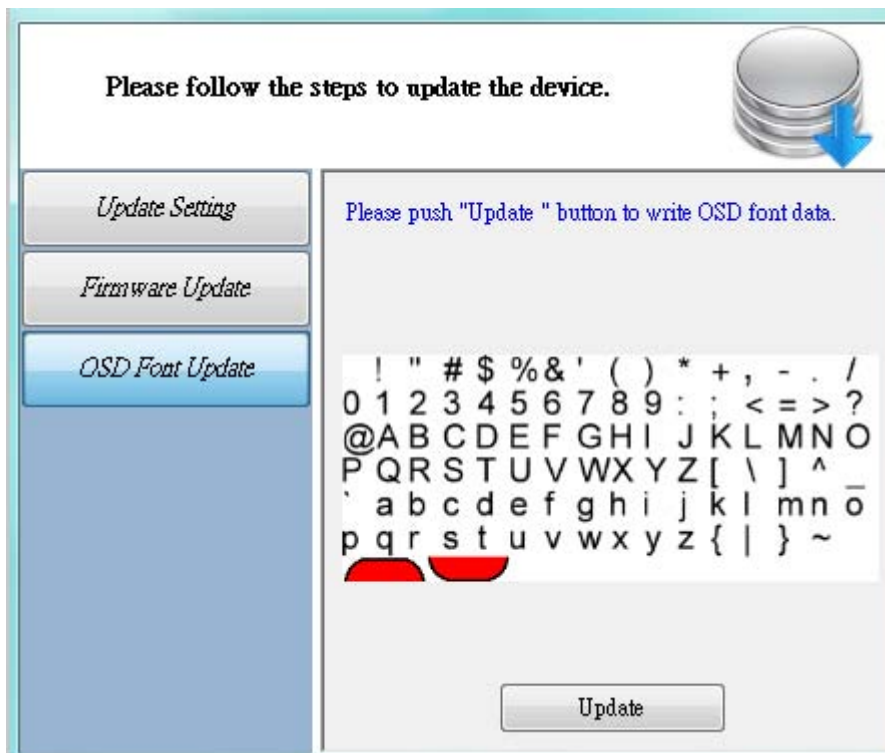 Please follow the steps to update the device.
Update Setting
Firmware Update
OSD Font Update
Please push "Update " button to write OSD font data.
! " # $ % & ' ( ) * + , - . /
0 1 2 3 4 5 6 7 8 9 : ; < = > ?
@ A B C D E F G H I J K L M N O
P Q R S T U V W X Y Z [ \ ] ^ _
` a b c d e f g h i j k l m n o
p q r s t u v w x y z { | } ~
Update